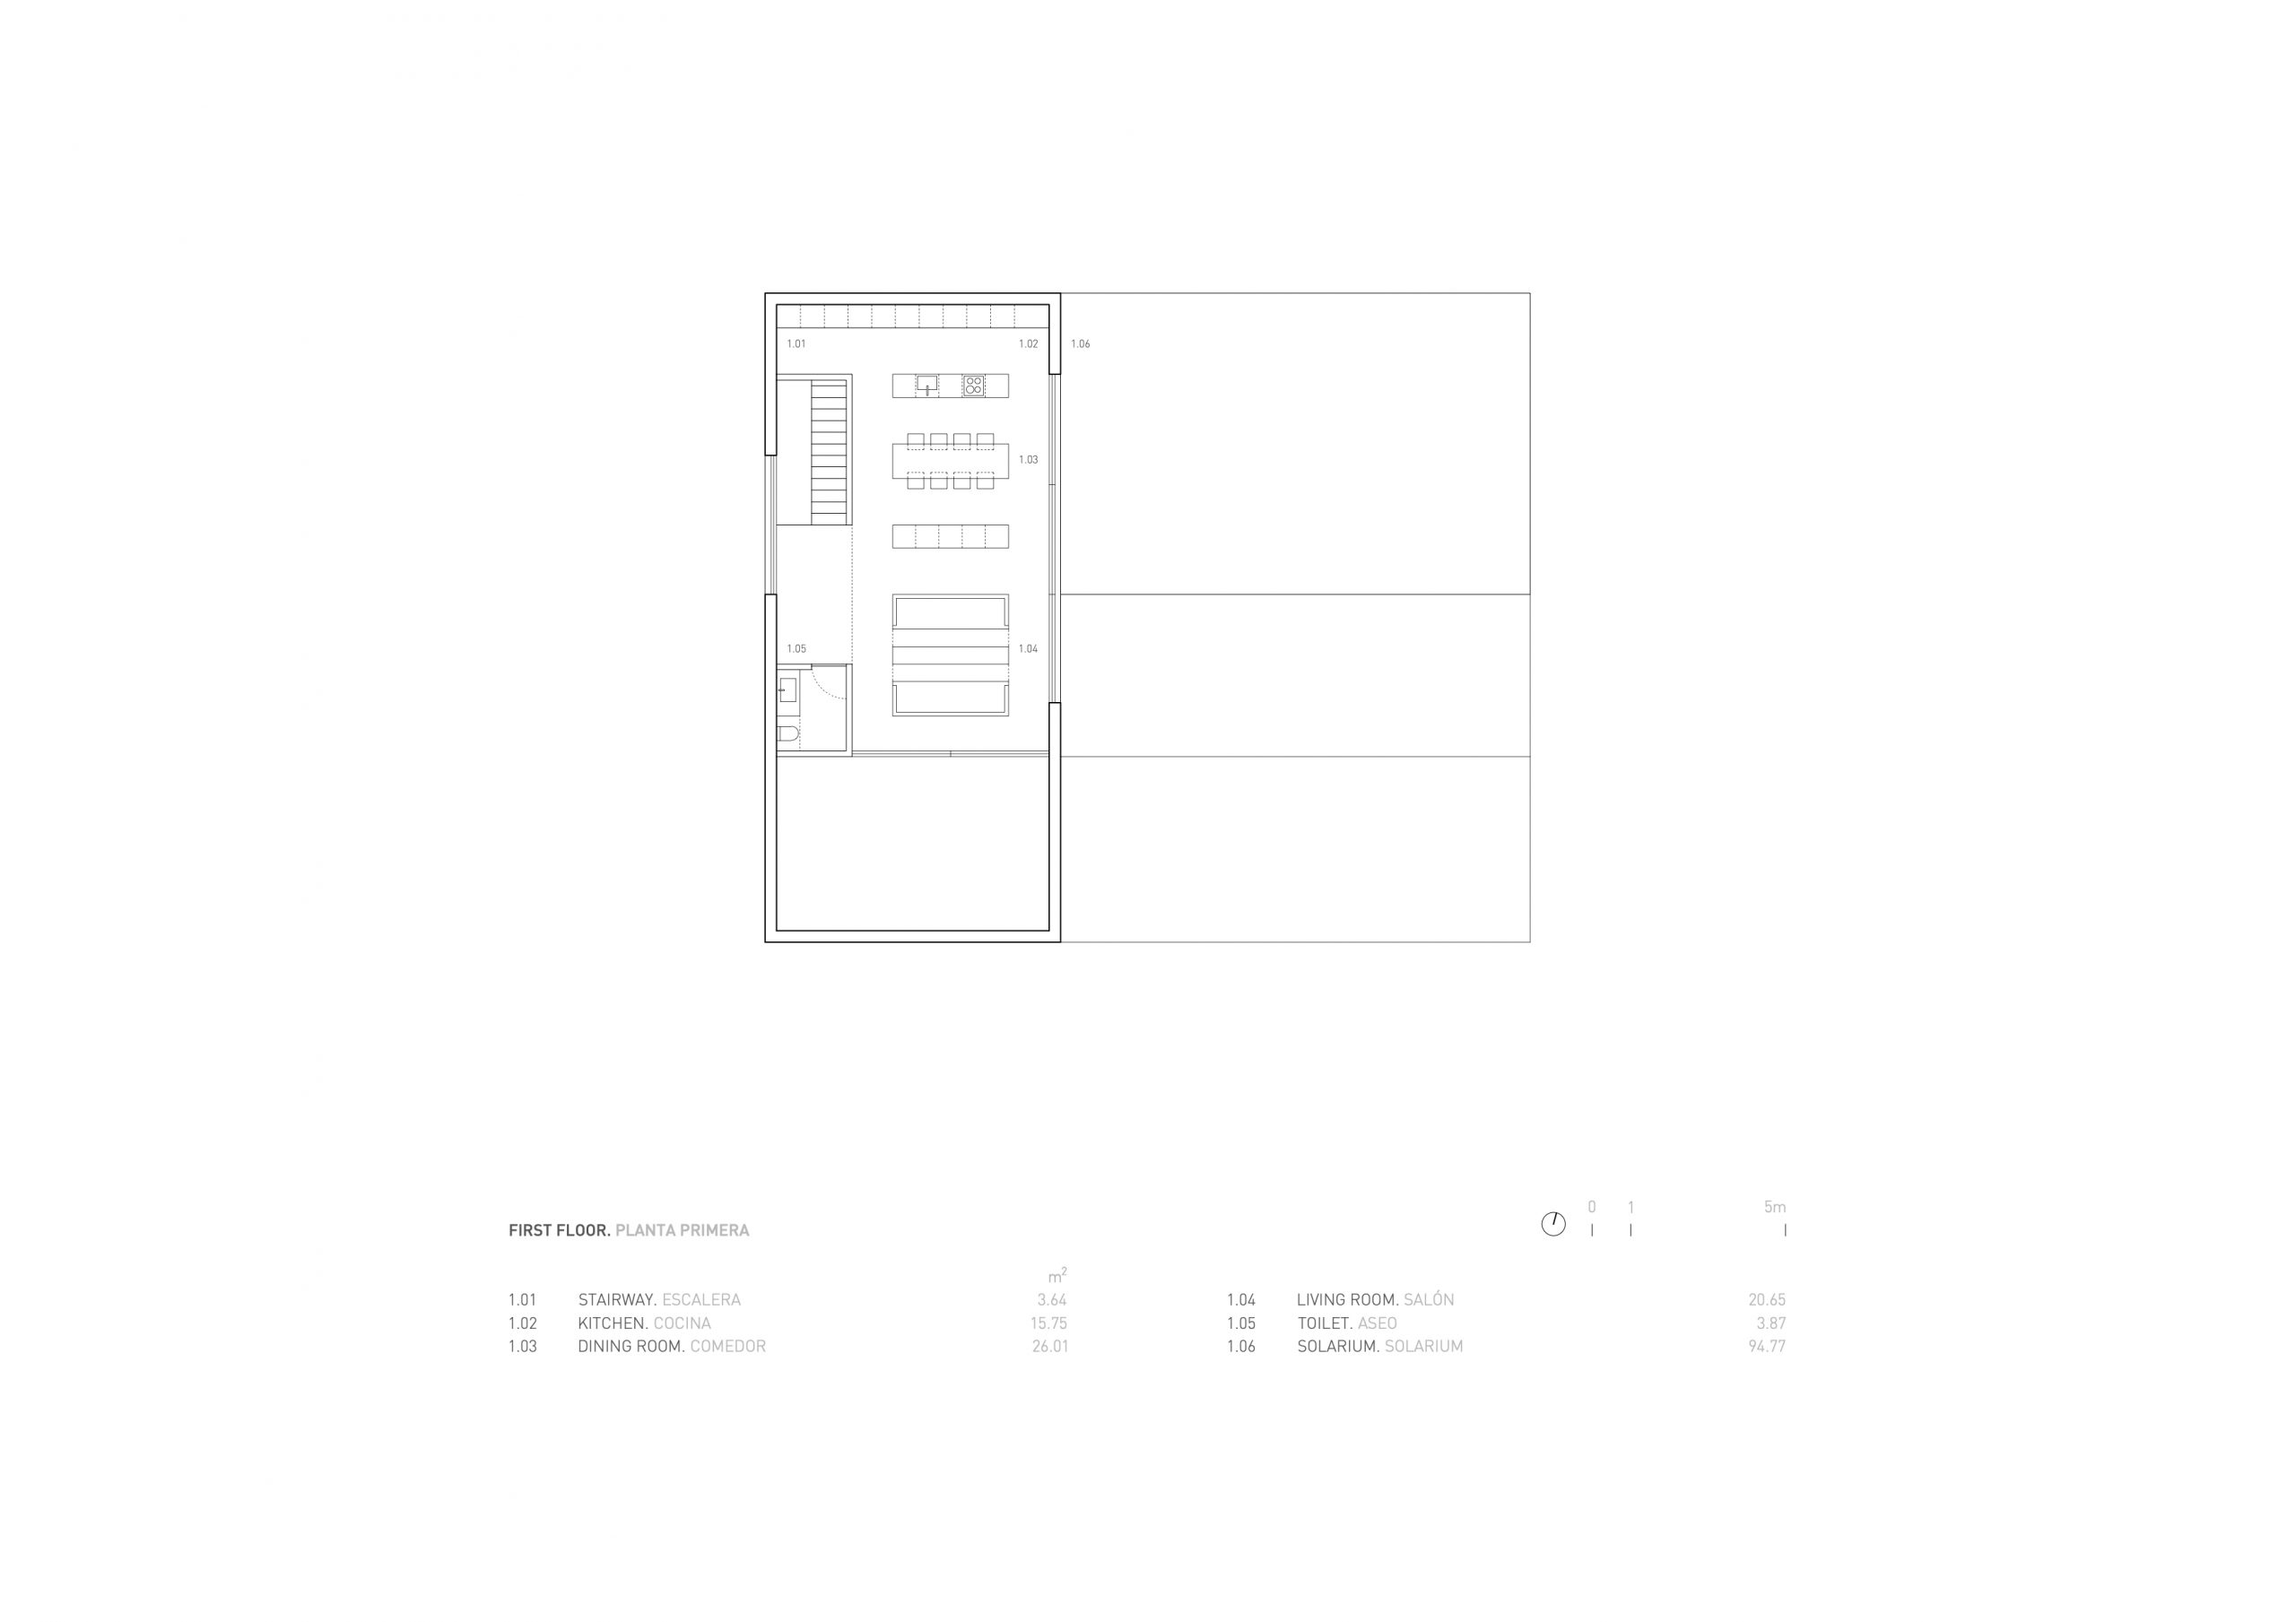 1.01 1.02 1.06
1.03
1.05 1.04
0 1 5m
FIRST FLOOR. PLANTA PRIMERA
m²
1.01 STAIRWAY. ESCALERA 3.64
1.02 KITCHEN. COCINA 15.75
1.03 DINING ROOM. COMEDOR 26.01
1.04 LIVING ROOM. SALÓN 20.65
1.05 TOILET. ASEO 3.87
1.06 SOLARIUM. SOLARIUM 94.77